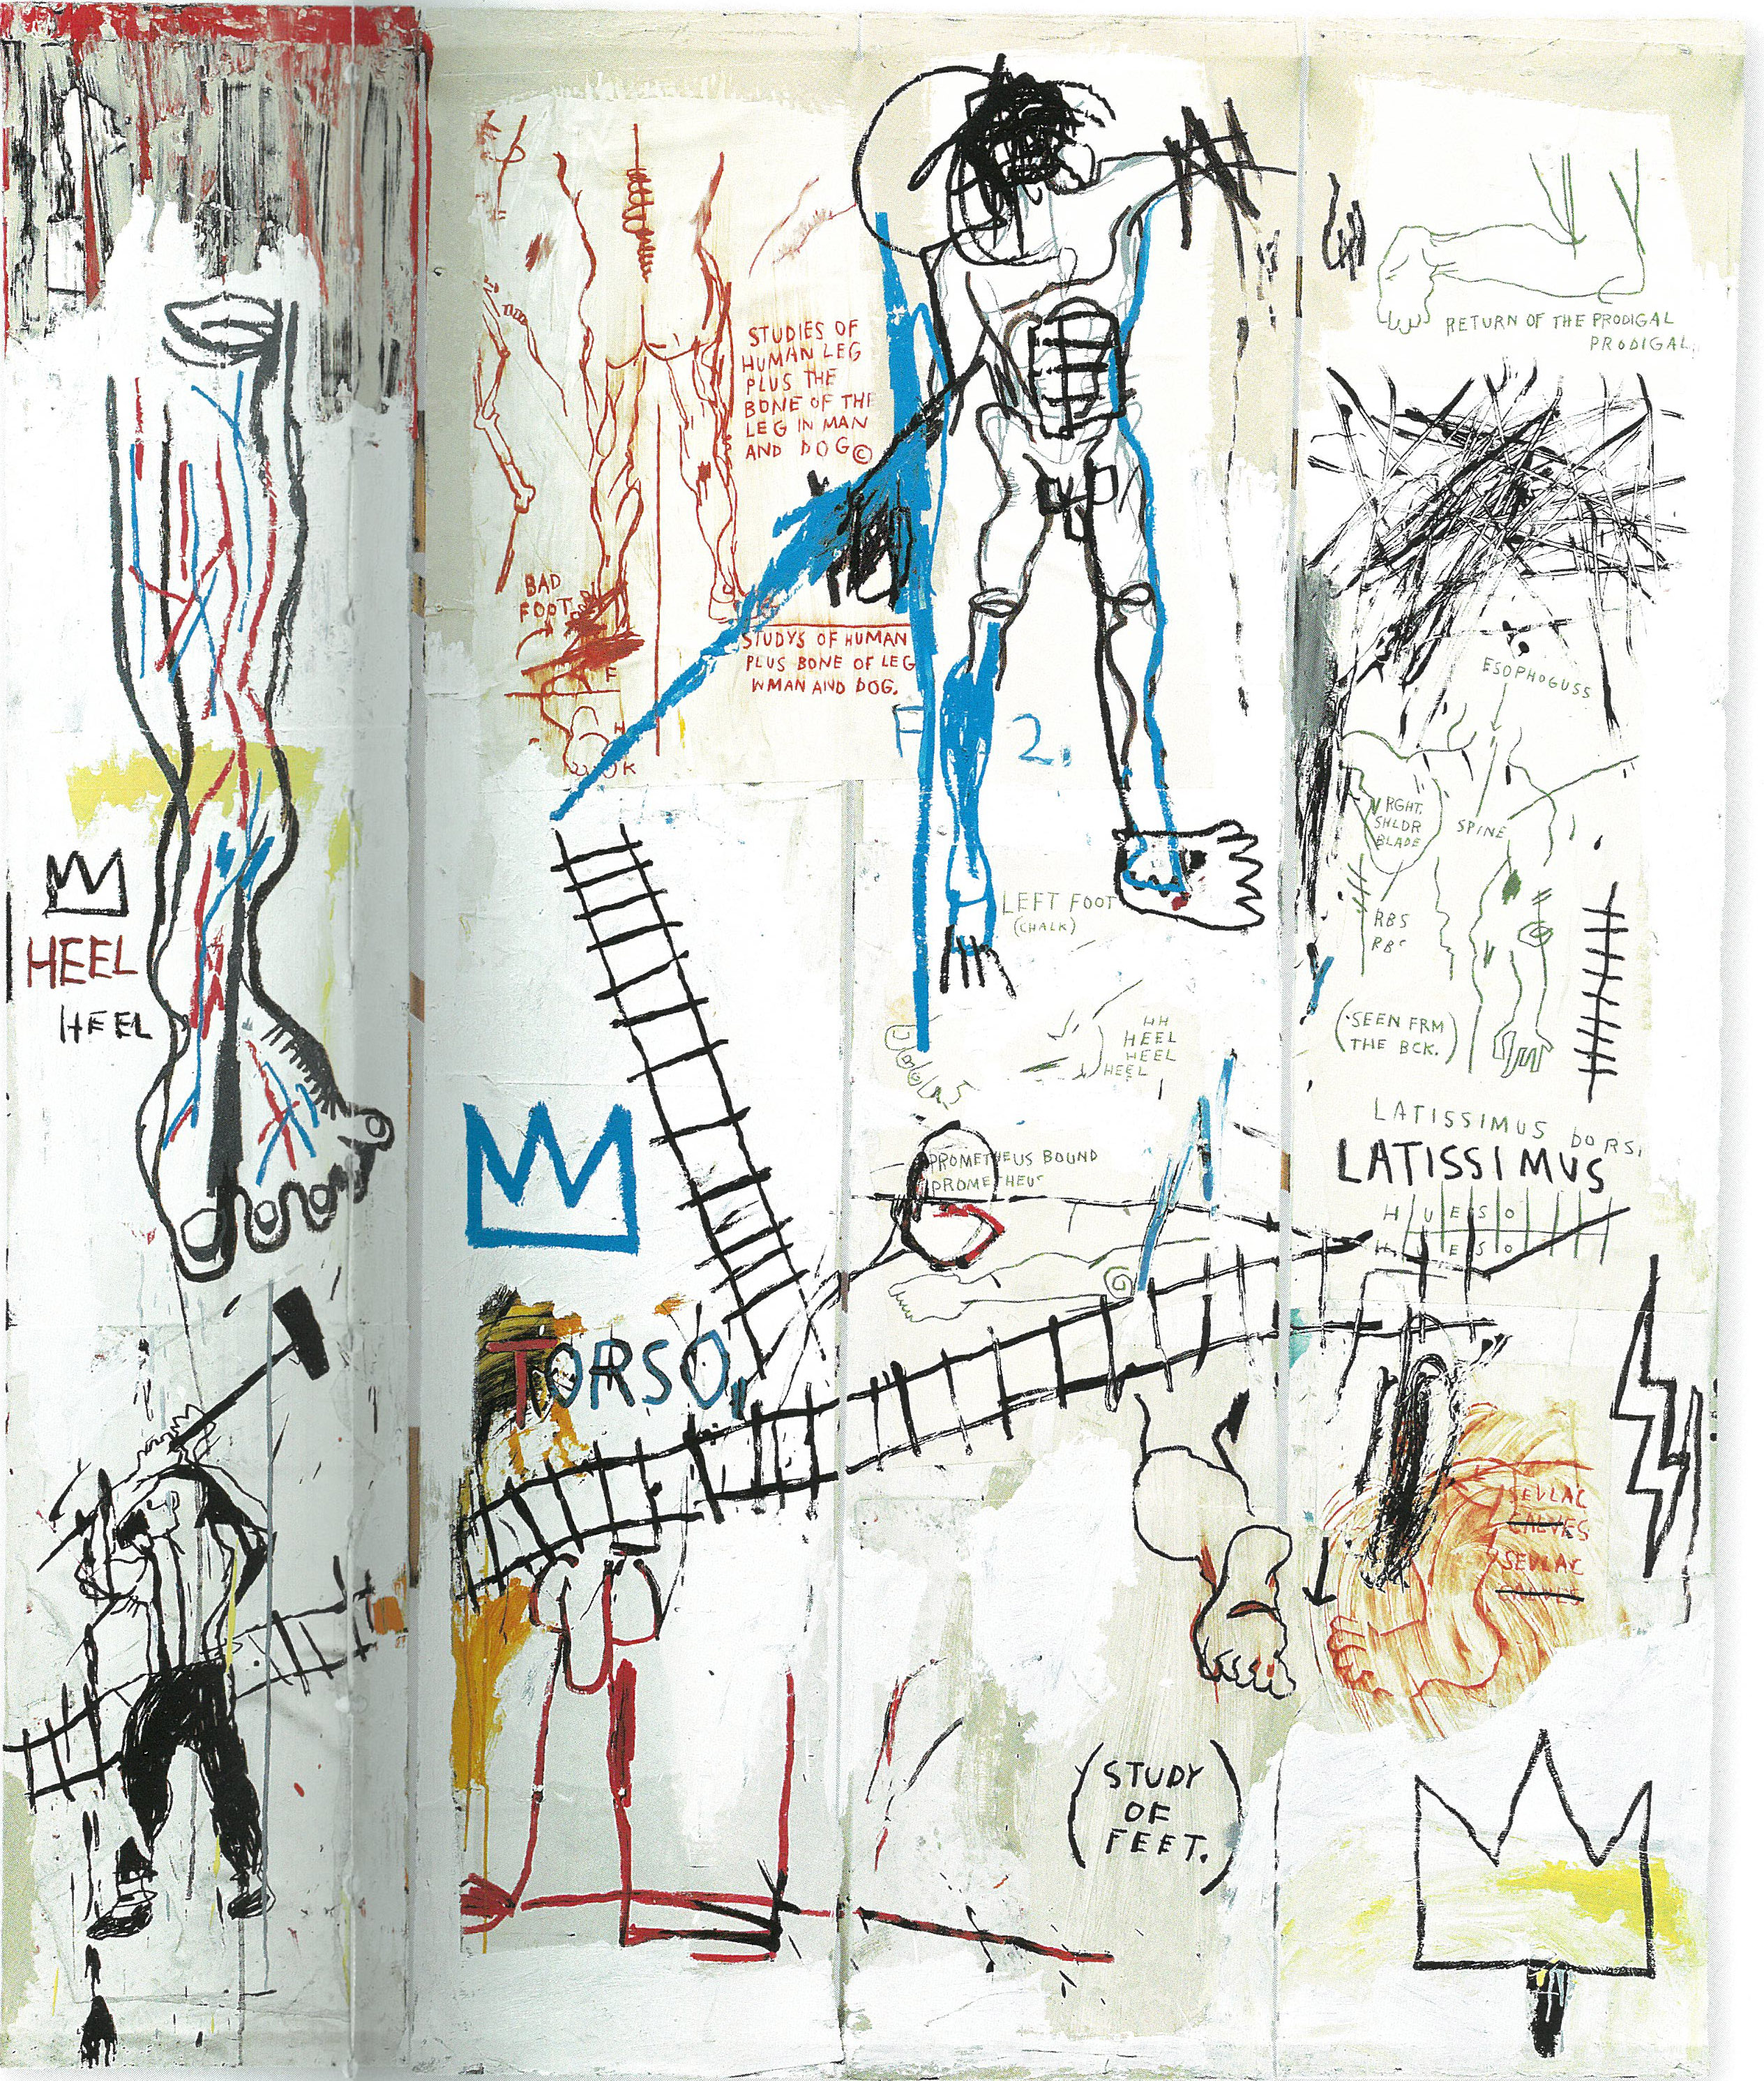 STUDIES OF
HUMAN LEG
PLUS THE
BONE OF THE
LEG IN MAN
AND DOG©
BAD
FOOT
F
H
K
STUDYS OF HUMAN
PLUS BONE OF LEG
WMAN AND DOG.
F 2.
LEFT FOOT
(CHALK)
HH
HEEL
HEEL
HEEL
PROMETHEUS BOUND
PROMETHEUS
HEEL
HEEL
TORSO
(STUDY
OF
FEET.)
RETURN OF THE PRODIGAL
PRODIGAL
ESOPHOGUSS
RGHT.
SHLDR
BLADE
SPINE
RBS
RBS
(SEEN FRM
THE BCK.)
LATISSIMUS DORSI
LATISSIMUS
HUESO
HUESO
SEVLAC
CALVES
SEVLAC
CALVES